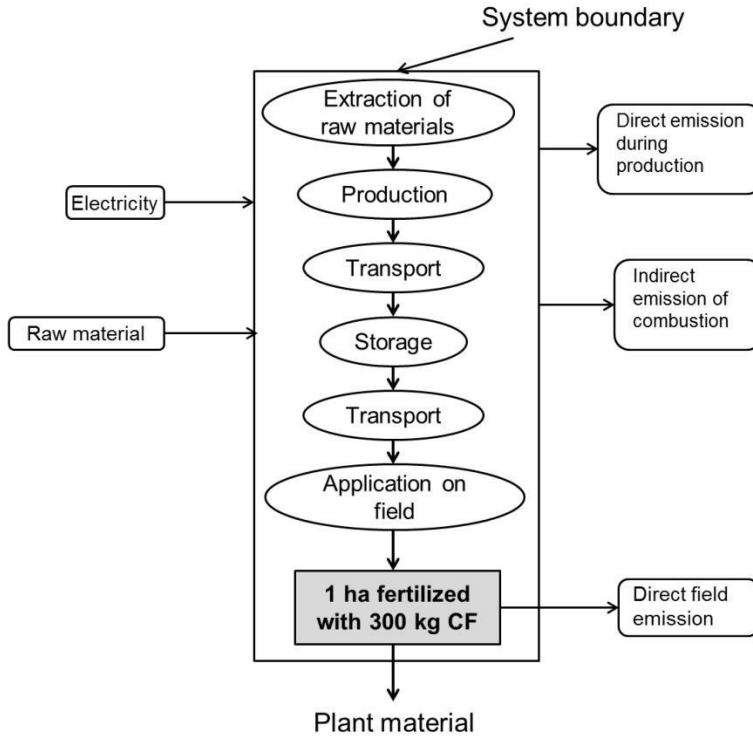 System boundary
Extraction of
raw materials
Direct emission
during
production
Production
Electricity
Transport
Indirect
emission of
combustion
Raw material
Storage
Transport
Application on
field
1 ha fertilized
with 300 kg CF
Direct field
emission
Plant material